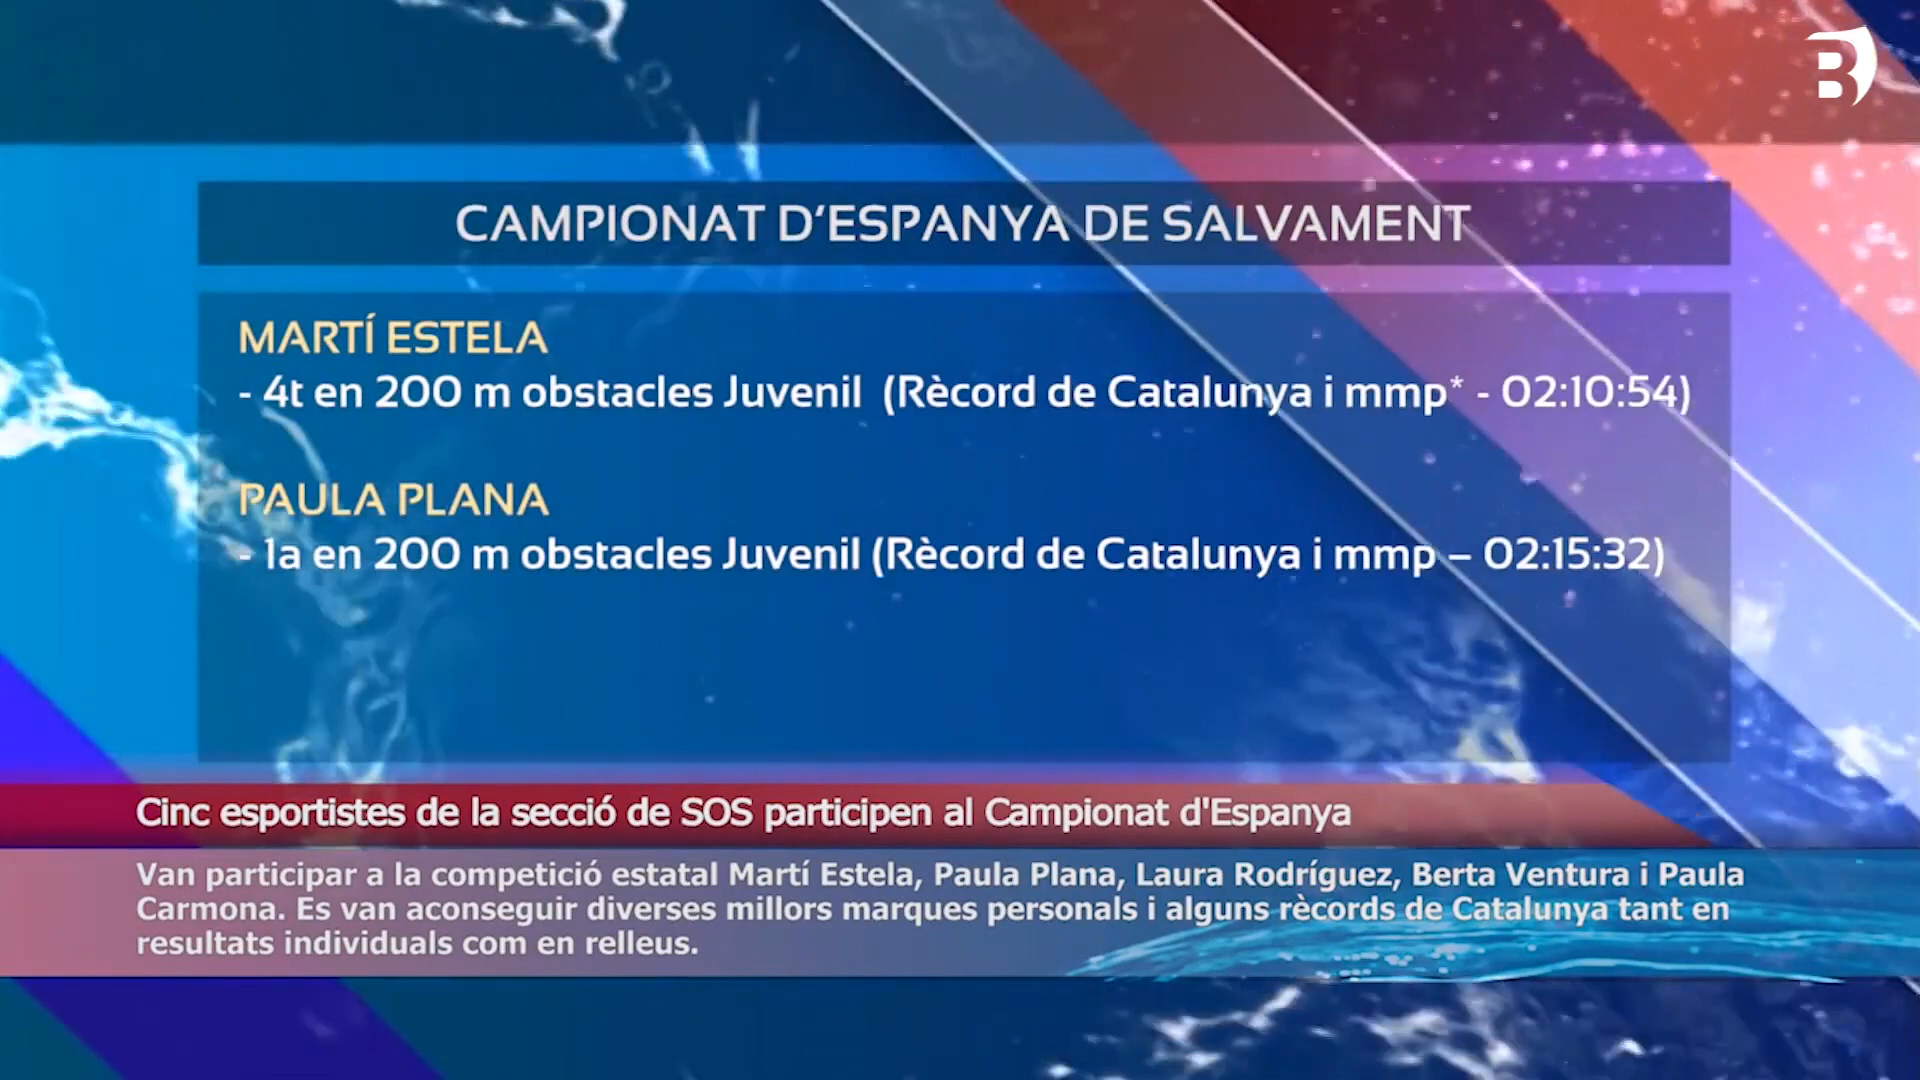 B
CAMPIONAT D'ESPANYA DE SALVAMENT
MARTÍ ESTELA
- 4t en 200 m obstacles Juvenil (Rècord de Catalunya i mmp* - 02:10:54)
PAULA PLANA
- 1a en 200 m obstacles Juvenil (Rècord de Catalunya i mmp – 02:15:32)
Cinc esportistes de la secció de SOS participen al Campionat d'Espanya
Van participar a la competició estatal Martí Estela, Paula Plana, Laura Rodríguez, Berta Ventura i Paula
Carmona. Es van aconseguir diverses millors marques personals i alguns rècords de Catalunya tant en
resultats individuals com en relleus.